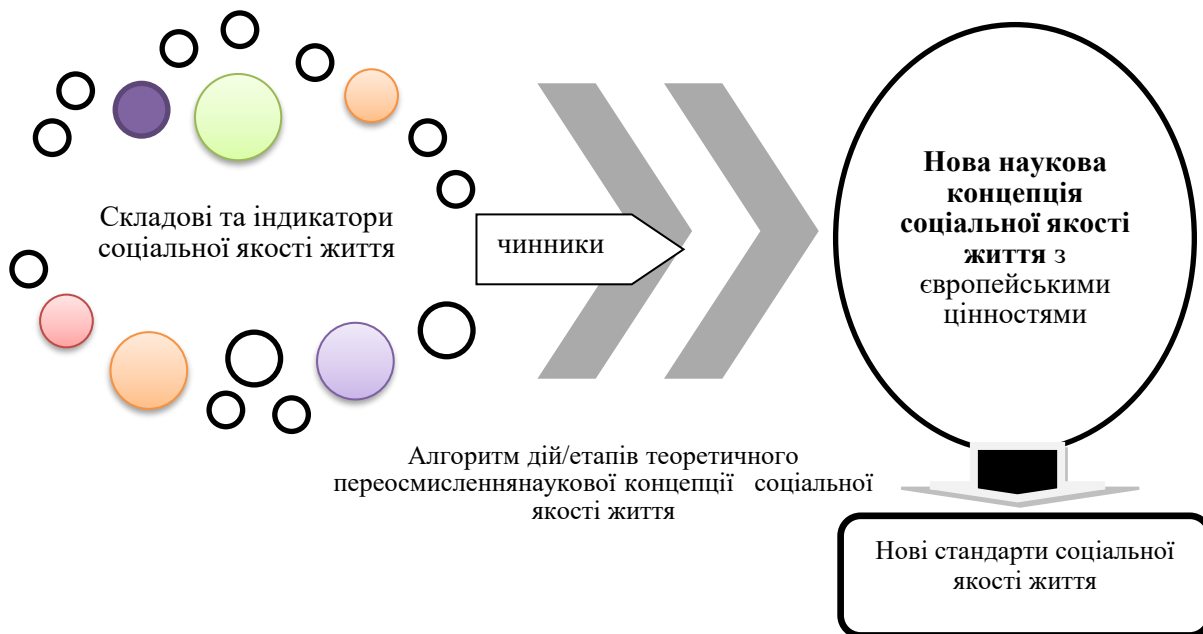 Складові та індикатори
соціальної якості життя
чинники
Нова наукова
концепція
соціальної якості
життя з
європейськими
цінностями
Алгоритм дій/етапів теоретичного
переосмисленнянаукової концепції соціальної
якості життя
Нові стандарти соціальної
якості життя